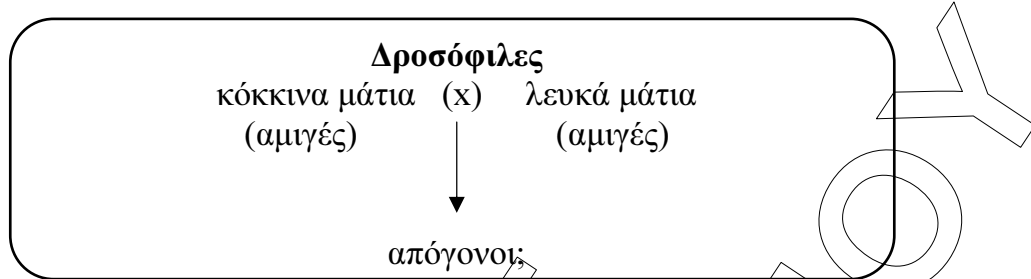 Δροσόφιλες
κόκκινα μάτια (x) λευκά μάτια
(αμιγές) (αμιγές)
απόγονοι;